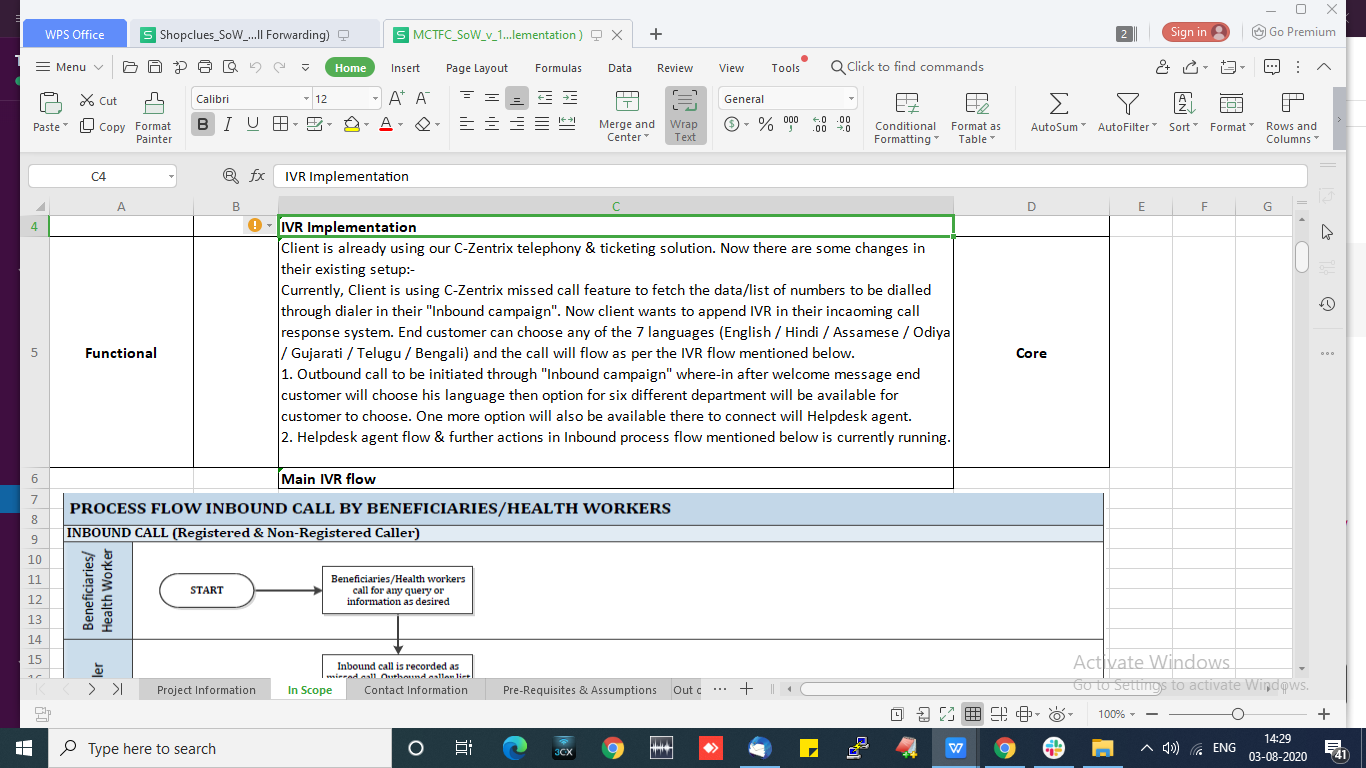 WPS Office
Shopclues_SoW_...ll Forwarding)
MCTFC_SoW_v_1...lementation )
2
Sign in
Go Premium
Menu
Home
Insert
Page Layout
Formulas
Data
Review
View
Tools
Click to find commands
Paste
Cut
Copy
Format
Painter
Calibri
12
A+
A-
B
I
U
A
Merge and
Center
Wrap
Text
General
%
000
Conditional
Formatting
Format as
Table
AutoSum
AutoFilter
Sort
Format
Rows and
Columns
C4
fx
IVR Implementation
A
B
C
D
E
F
G
4
IVR Implementation
5
Functional
Client is already using our C-Zentrix telephony & ticketing solution. Now there are some changes in
their existing setup:-
Currently, Client is using C-Zentrix missed call feature to fetch the data/list of numbers to be dialled
through dialer in their "Inbound campaign". Now client wants to append IVR in their incaoming call
response system. End customer can choose any of the 7 languages (English / Hindi / Assamese / Odiya
/ Gujarati / Telugu / Bengali) and the call will flow as per the IVR flow mentioned below.
1. Outbound call to be initiated through "Inbound campaign" where-in after welcome message end
customer will choose his language then option for six different department will be available for
customer to choose. One more option will also be available there to connect will Helpdesk agent.
2. Helpdesk agent flow & further actions in Inbound process flow mentioned below is currently running.
Core
6
Main IVR flow
7
8
9
10
11
12
13
14
15
PROCESS FLOW INBOUND CALL BY BENEFICIARIES/HEALTH WORKERS
INBOUND CALL (Registered & Non-Registered Caller)
Beneficiaries/
Health Worker
START
Beneficiaries/Health workers
call for any query or
information as desired
Inbound call is recorded as
missed call. Outbound caller list
Activate Windows
Go to Settings to activate Windows.
Project Information
In Scope
Contact Information
Pre-Requisites & Assumptions
Out
100%
Type here to search
3CX
ENG
14:29
03-08-2020
41